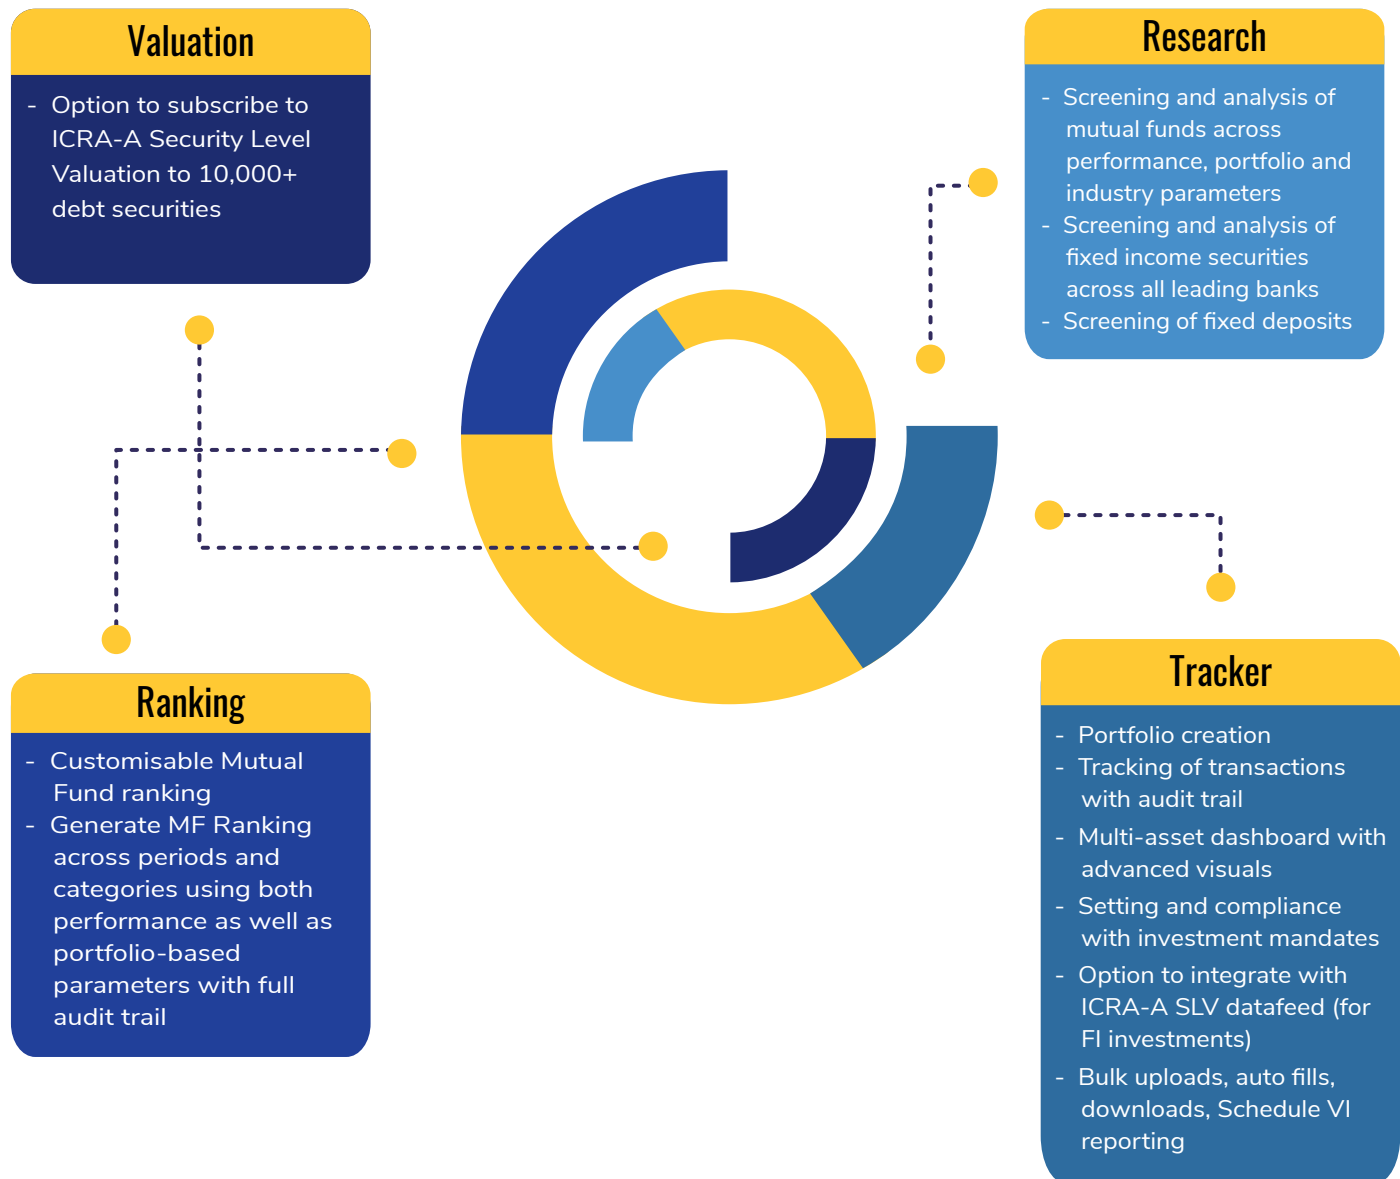 Valuation
- Option to subscribe to
ICRA-A Security Level
Valuation to 10,000+
debt securities
Research
- Screening and analysis of
mutual funds across
performance, portfolio and
industry parameters
- Screening and analysis of
fixed income securities
across all leading banks
- Screening of fixed deposits
Ranking
- Customisable Mutual
Fund ranking
- Generate MF Ranking
across periods and
categories using both
performance as well as
portfolio-based
parameters with full
audit trail
Tracker
- Portfolio creation
- Tracking of transactions
with audit trail
- Multi-asset dashboard with
advanced visuals
- Setting and compliance
with investment mandates
- Option to integrate with
ICRA-A SLV datafeed (for
FI investments)
- Bulk uploads, auto fills,
downloads, Schedule VI
reporting